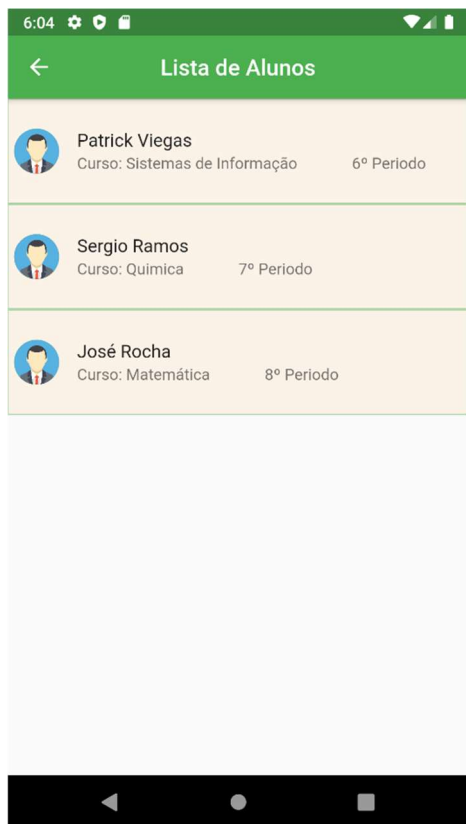 6:04
Lista de Alunos
Patrick Viegas
Curso: Sistemas de Informação 6º Periodo
Sergio Ramos
Curso: Quimica 7º Periodo
José Rocha
Curso: Matemática 8º Periodo